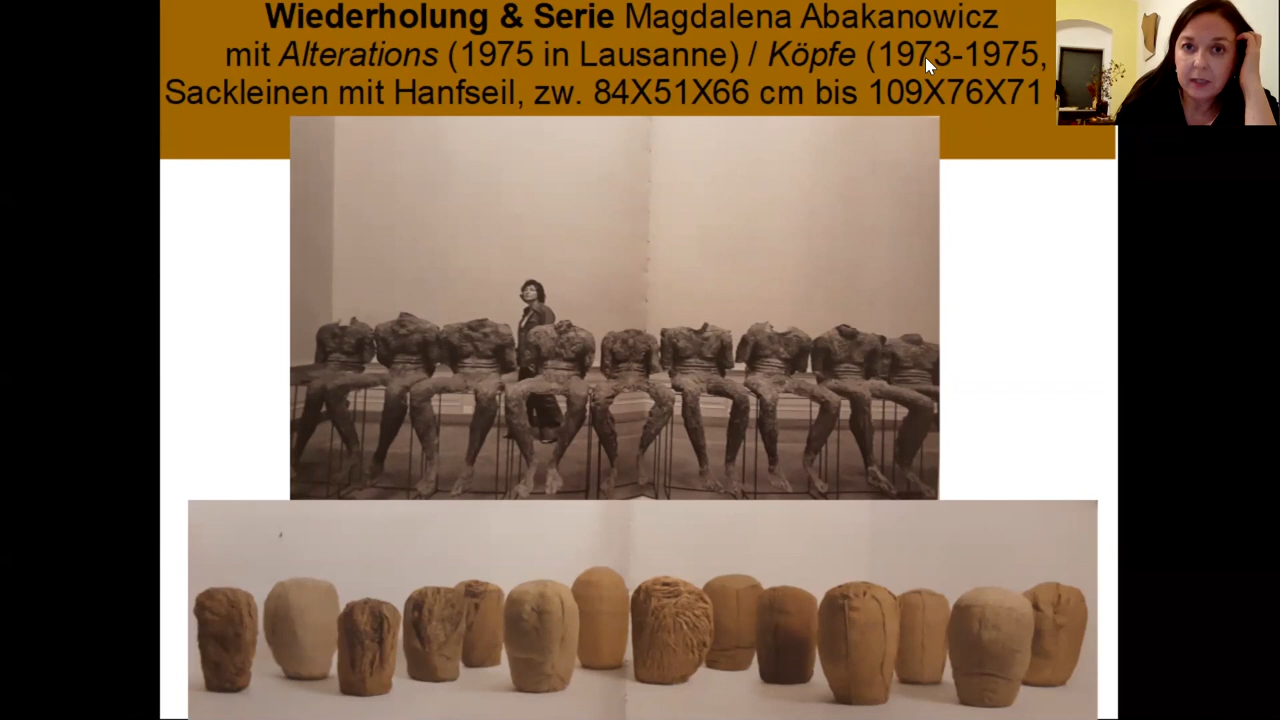 Wiederholung & Serie Magdalena Abakanowicz
mit Alterations (1975 in Lausanne) / Köpfe (1973-1975,
Sackleinen mit Hanfseil, zw. 84X51X66 cm bis 109X76X71